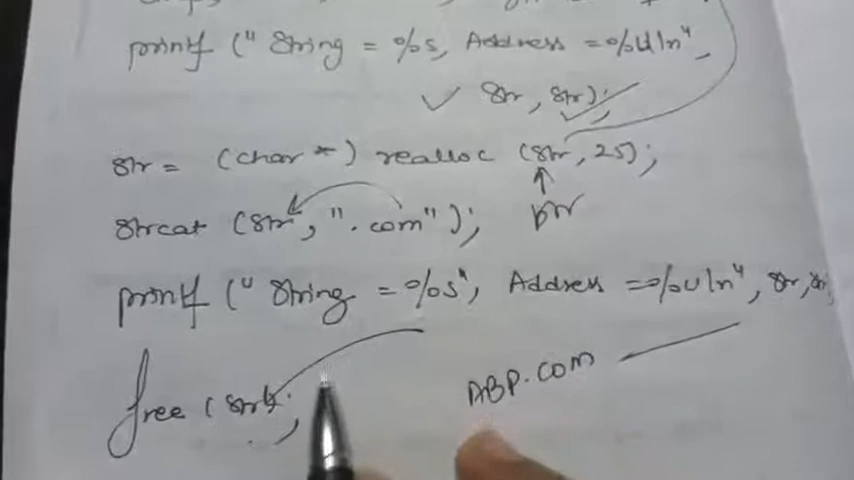 printf (" String = %s, Address = %u\n",
str, str);
str = (char *) realloc (str, 25);
strcat (str, ".com"); ptr
printf (" String = %s", Address = %u\n", str, str,
free (str);
ABP.com